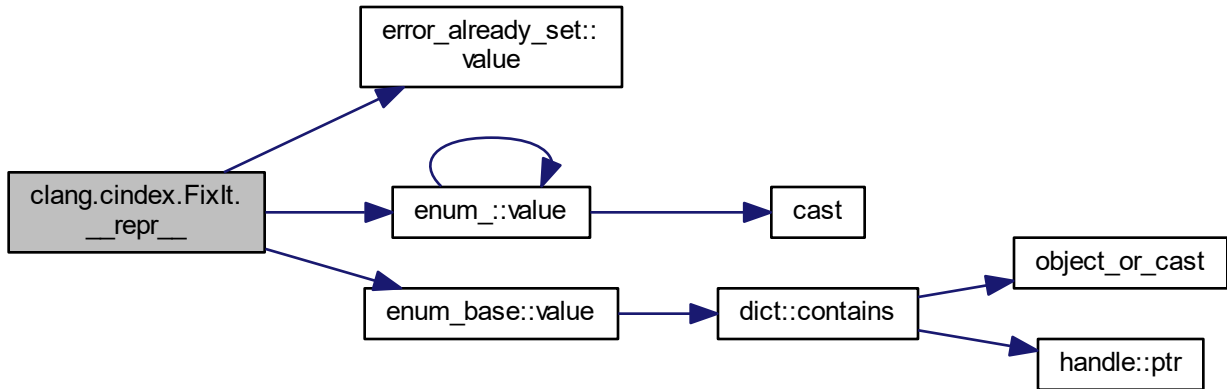 clang.cindex.FixIt.
__repr__
error_already_set::
value
enum_::value
cast
enum_base::value
dict::contains
object_or_cast
handle::ptr